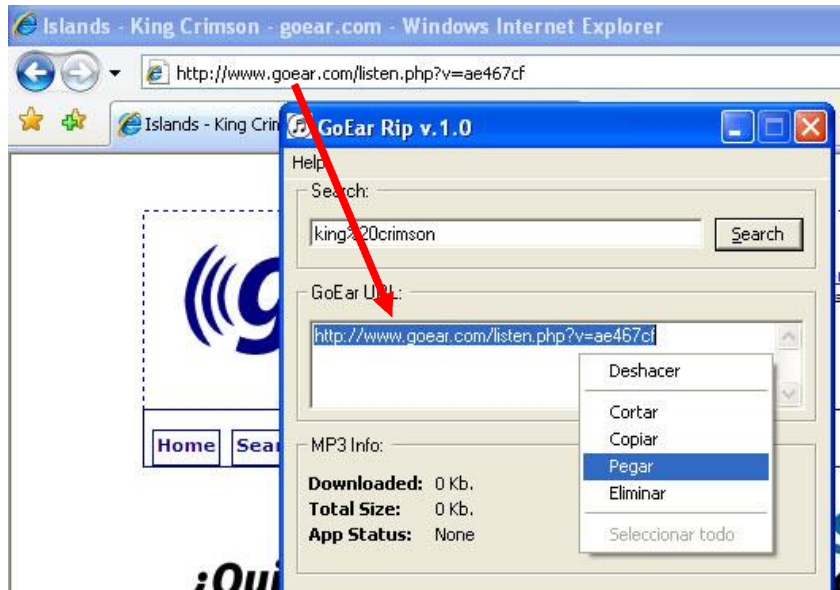 Islands - King Crimson - goear.com - Windows Internet Explorer
http://www.goear.com/listen.php?v=ae467cf
Islands - King Crim
GoEar Rip v.1.0
Help
Search:
king%20crimson
Search
GoEar URL:
http://www.goear.com/listen.php?v=ae467cf
Deshacer
Cortar
Copiar
Pegar
Eliminar
Seleccionar todo
Home
Sear
MP3 Info:
Downloaded: 0 Kb.
Total Size: 0 Kb.
App Status: None
¿Qui